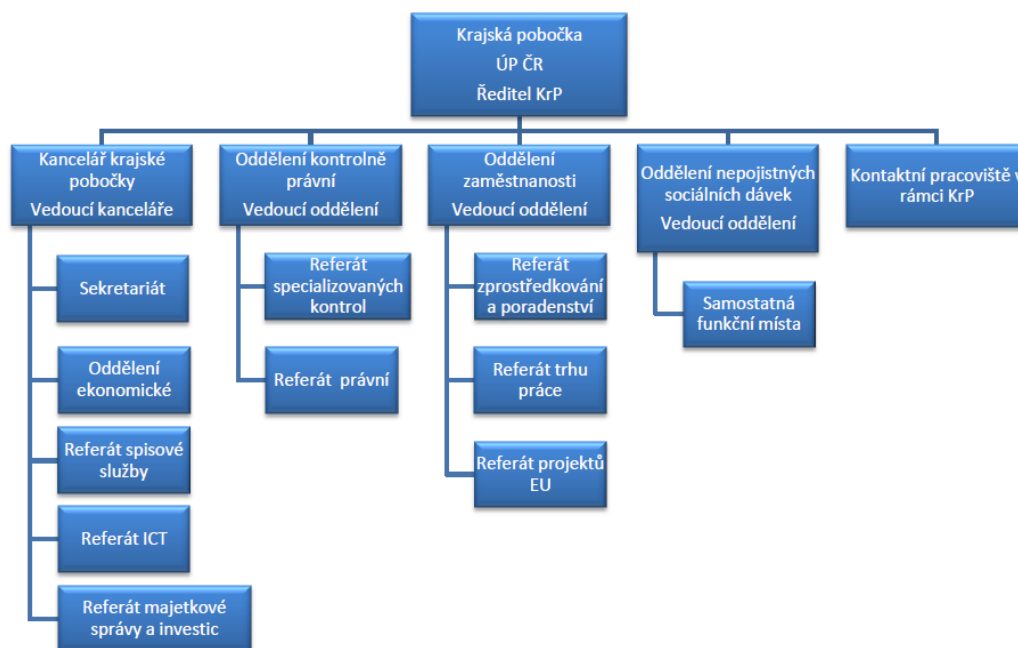 Krajská pobočka
ÚP ČR
Ředitel KrP
Kancelář krajské
pobočky
Vedoucí kanceláře
Oddělení kontrolně
právní
Vedoucí oddělení
Oddělení
zaměstnanosti
Vedoucí oddělení
Oddělení nepojistných
sociálních dávek
Vedoucí oddělení
Kontaktní pracoviště v
rámci KrP
Sekretariát
Oddělení
ekonomické
Referát spisové
služby
Referát ICT
Referát majetkové
správy a investic
Referát
specializovaných
kontrol
Referát právní
Referát
zprostředkování
a poradenství
Referát trhu
práce
Referát projektů
EU
Samostatná
funkční místa